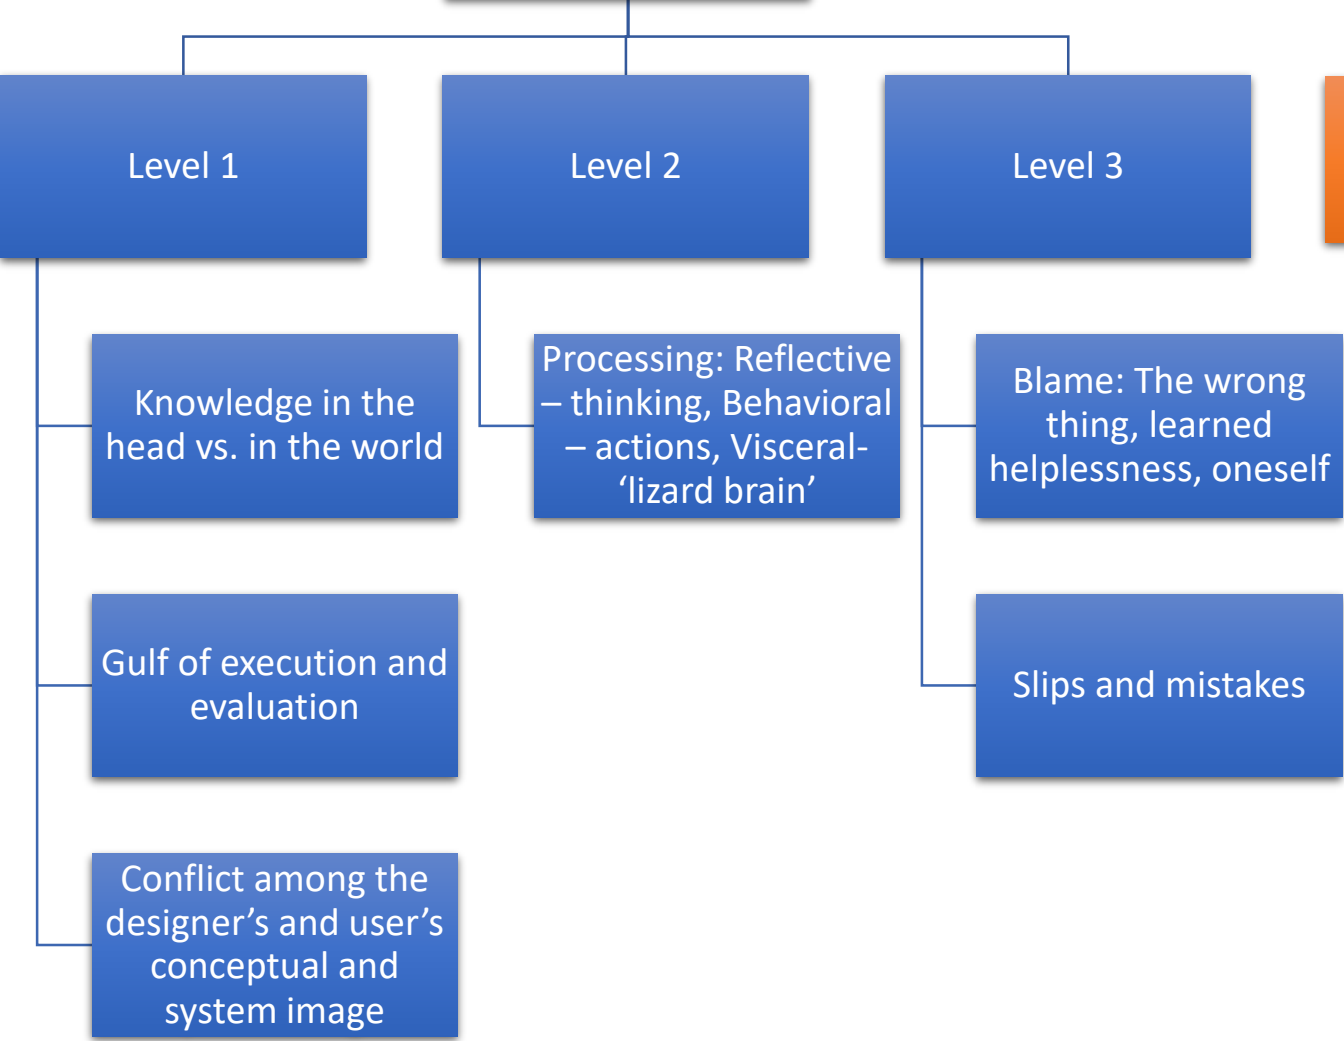 Level 1
Level 2
Level 3
Knowledge in the
head vs. in the world
Processing: Reflective
– thinking, Behavioral
– actions, Visceral-
‘lizard brain’
Blame: The wrong
thing, learned
helplessness, oneself
Gulf of execution and
evaluation
Slips and mistakes
Conflict among the
designer’s and user’s
conceptual and
system image